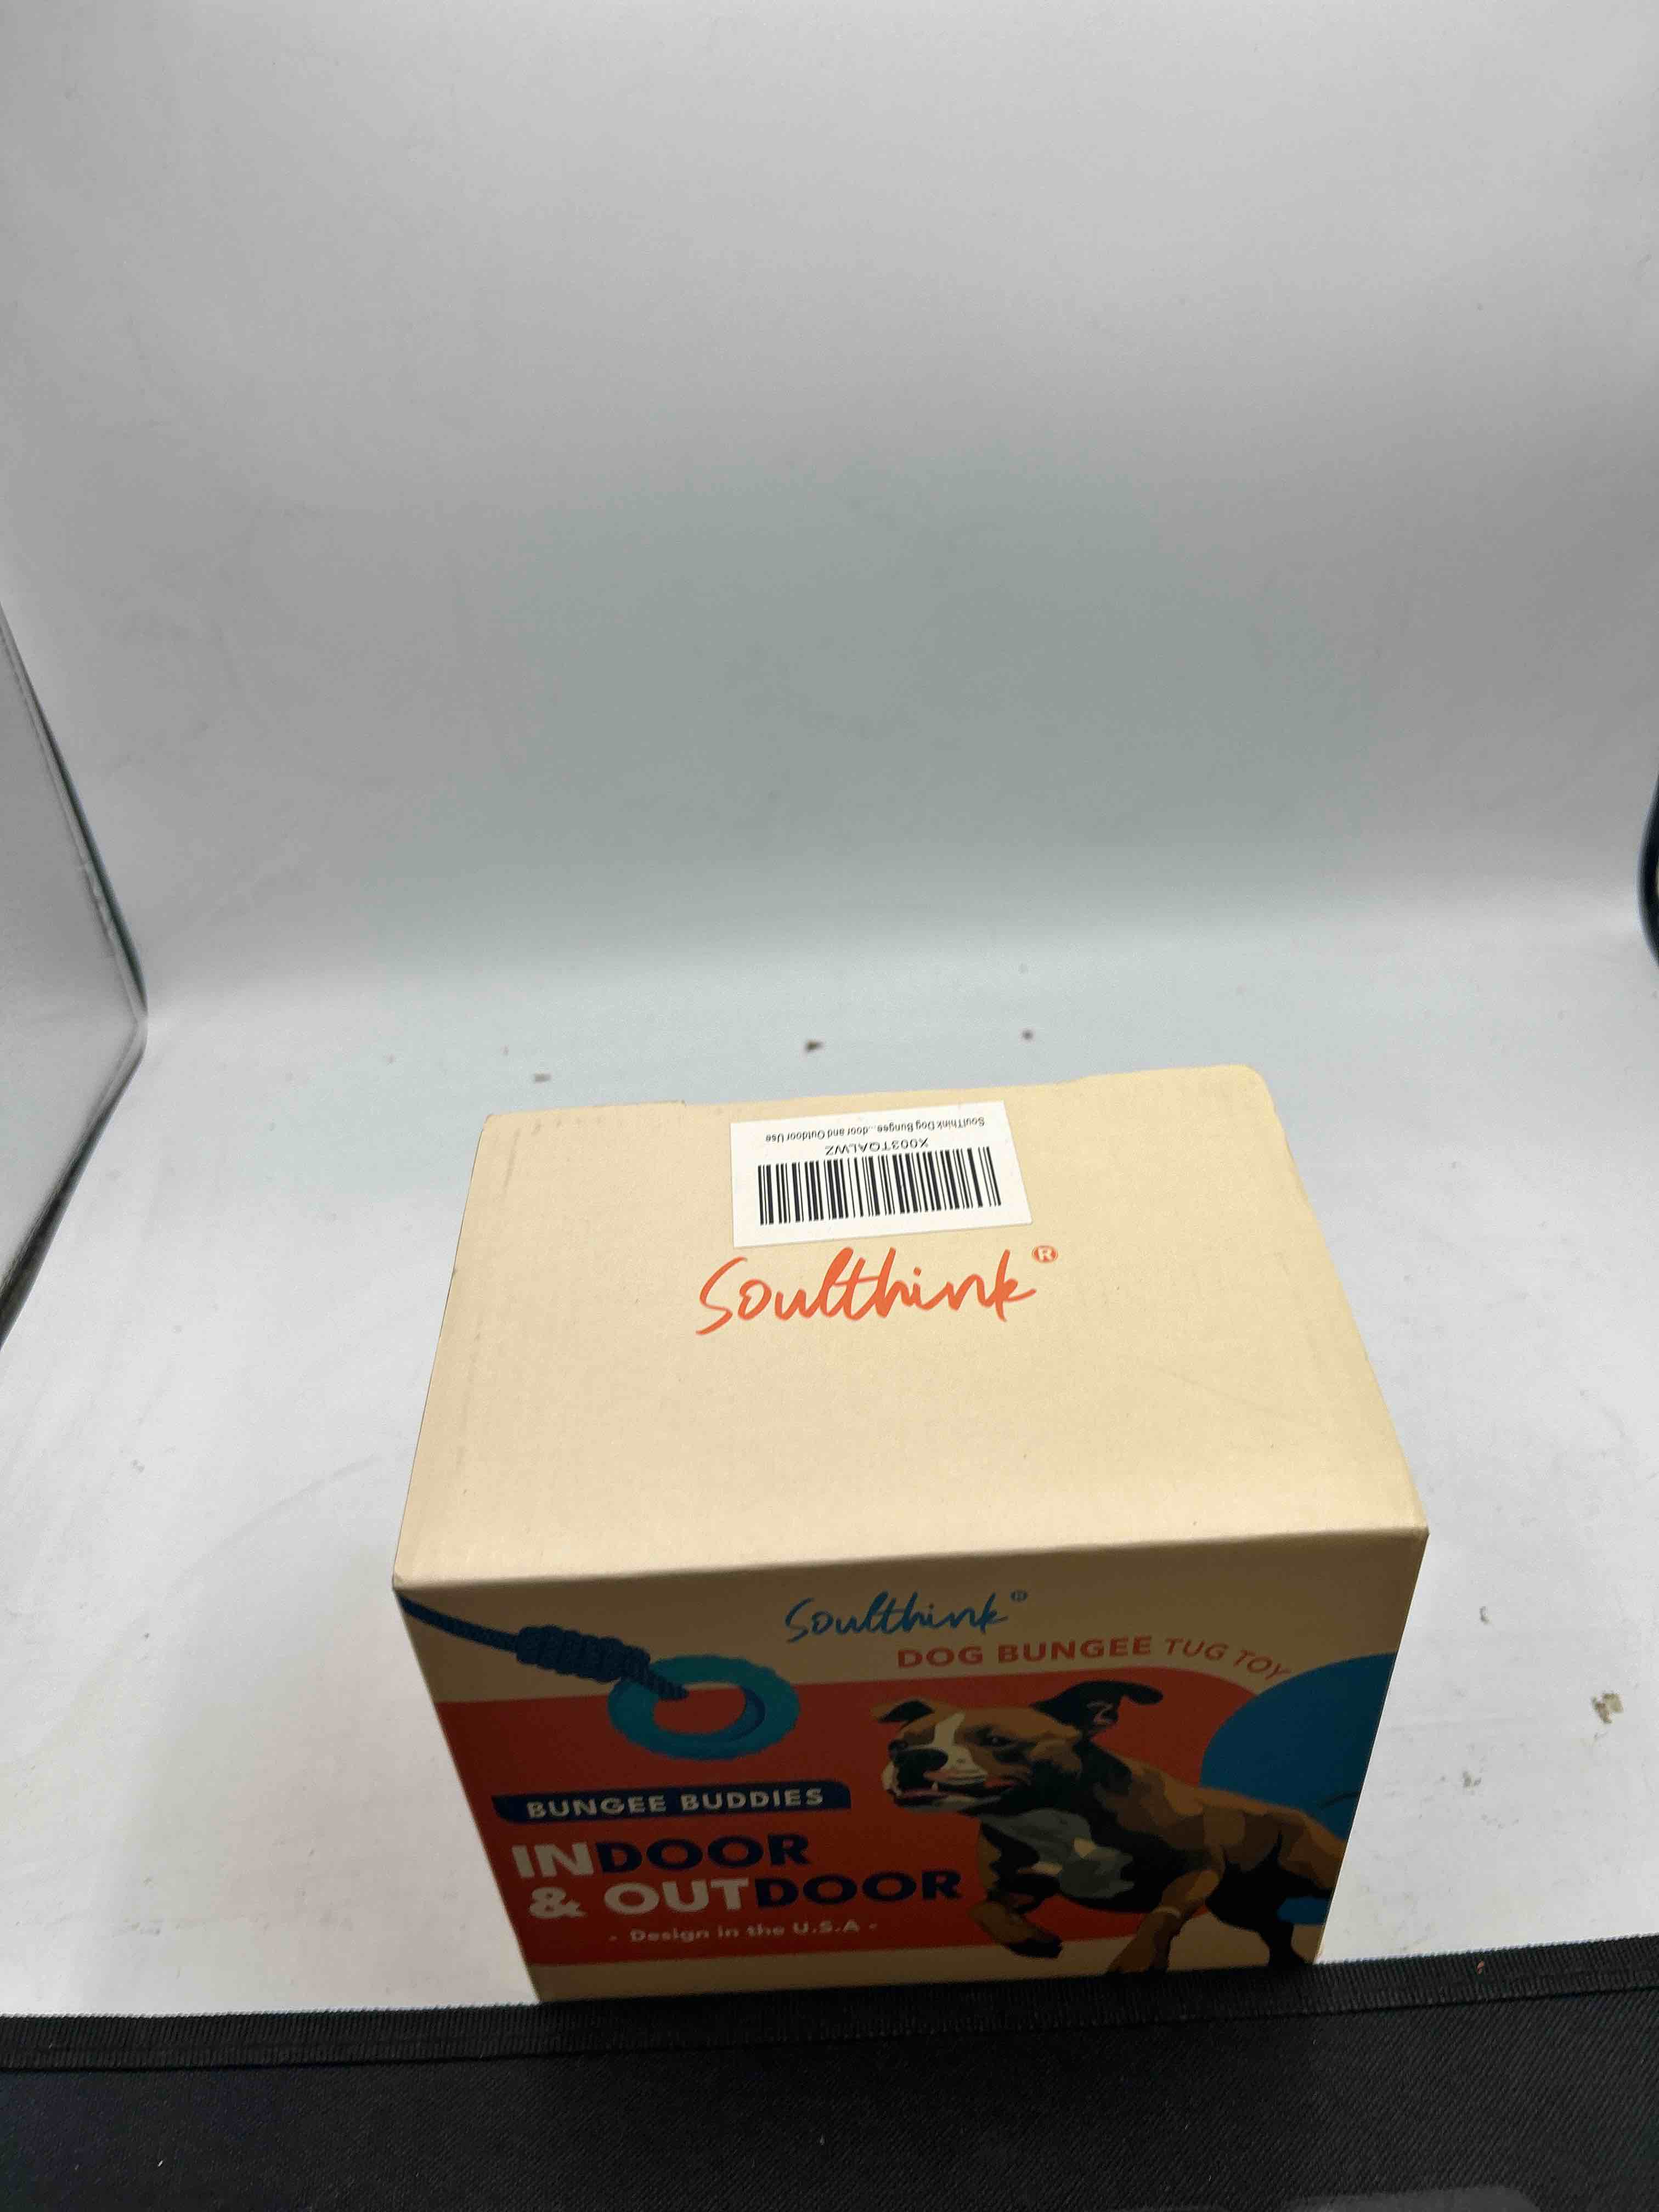 SoulThink Dog Bungee...door and Outdoor Use
X003TQALWZ
Soulthink®
Soulthink®
DOG BUNGEE TUG TOY
BUNGEE BUDDIES
INDOOR
& OUTDOOR
- Design in the U.S.A -